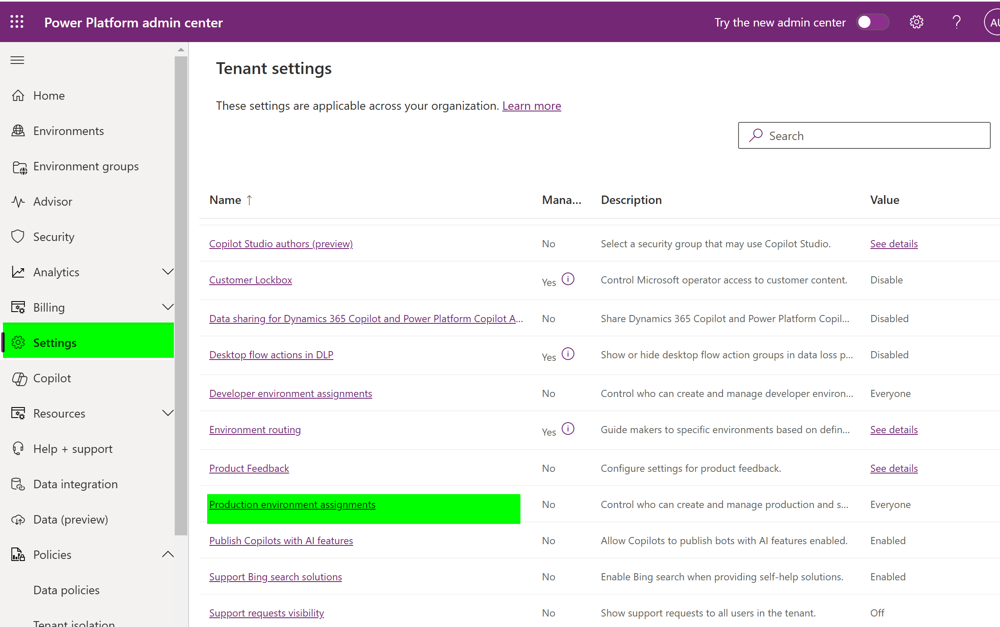 Power Platform admin center
Try the new admin center
AU
Home
Environments
Environment groups
Advisor
Security
Analytics
Billing
Settings
Copilot
Resources
Help + support
Data integration
Data (preview)
Policies
Data policies
Tenant isolation
Tenant settings
These settings are applicable across your organization. Learn more
Search
Name ↑ Mana... Description Value
Copilot Studio authors (preview) No Select a security group that may use Copilot Studio. See details
Customer Lockbox Yes Control Microsoft operator access to customer content. Disable
Data sharing for Dynamics 365 Copilot and Power Platform Copilot A... No Share Dynamics 365 Copilot and Power Platform Copil... Disabled
Desktop flow actions in DLP Yes Show or hide desktop flow action groups in data loss p... Disabled
Developer environment assignments No Control who can create and manage developer environ... Everyone
Environment routing Yes Guide makers to specific environments based on defin... See details
Product Feedback No Configure settings for product feedback. See details
Production environment assignments No Control who can create and manage production and s... Everyone
Publish Copilots with AI features No Allow Copilots to publish bots with AI features enabled. Enabled
Support Bing search solutions No Enable Bing search when providing self-help solutions. Enabled
Support requests visibility No Show support requests to all users in the tenant. Off